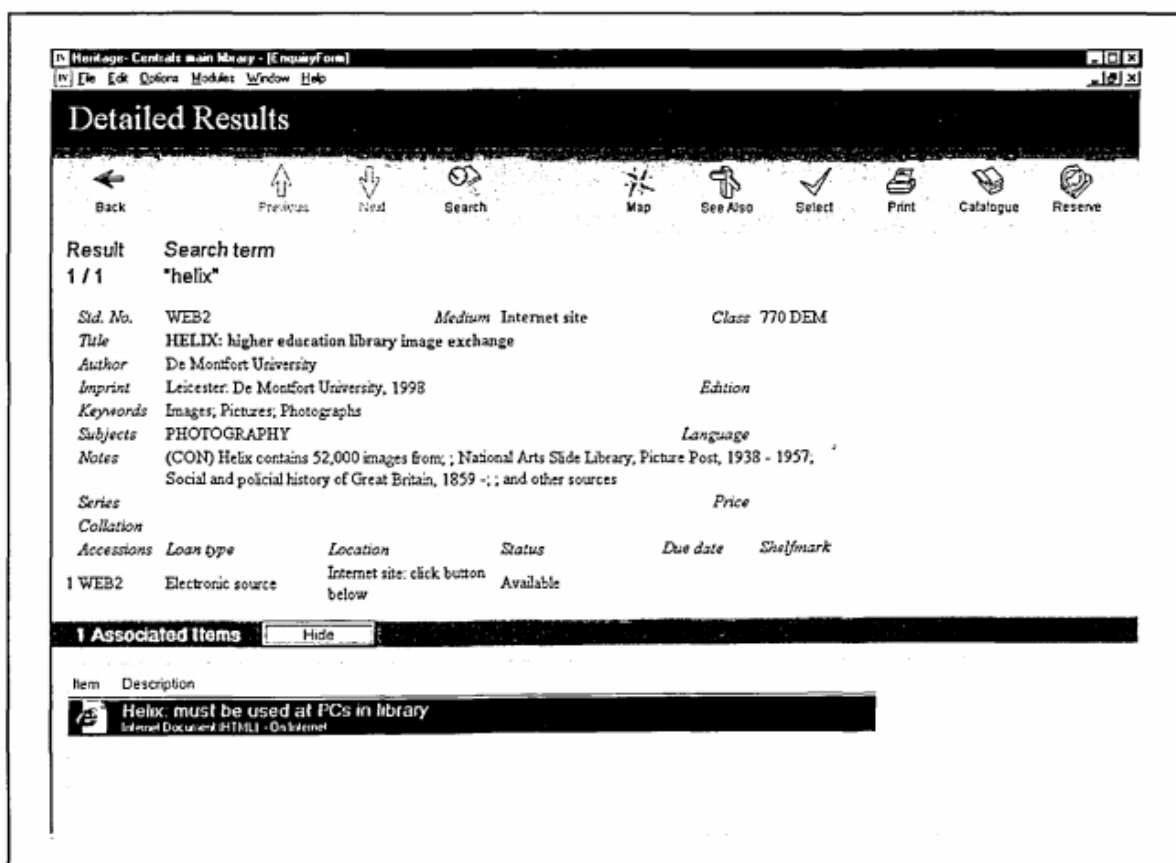 Heritage- Centrals main library - [EnquiryForm]
File Edit Options Modules Window Help
Detailed Results
Back Previous Next Search Map See Also Select Print Catalogue Reserve
Result Search term
1 / 1 "helix"
Std. No. WEB2 Medium Internet site Class 770 DEM
Title HELIX: higher education library image exchange
Author De Montfort University
Imprint Leicester: De Montfort University, 1998 Edition
Keywords Images; Pictures; Photographs
Subjects PHOTOGRAPHY Language
Notes (CON) Helix contains 52,000 images from; ; National Arts Slide Library, Picture Post, 1938 - 1957;
Social and policial history of Great Britain, 1859 -; ; and other sources
Series Price
Collation
Accessions Loan type Location Status Due date Shelfmark
1 WEB2 Electronic source Internet site: click button below Available
1 Associated Items Hide
Item Description
Helix: must be used at PCs in library
Internet Document (HTML) - On Internet